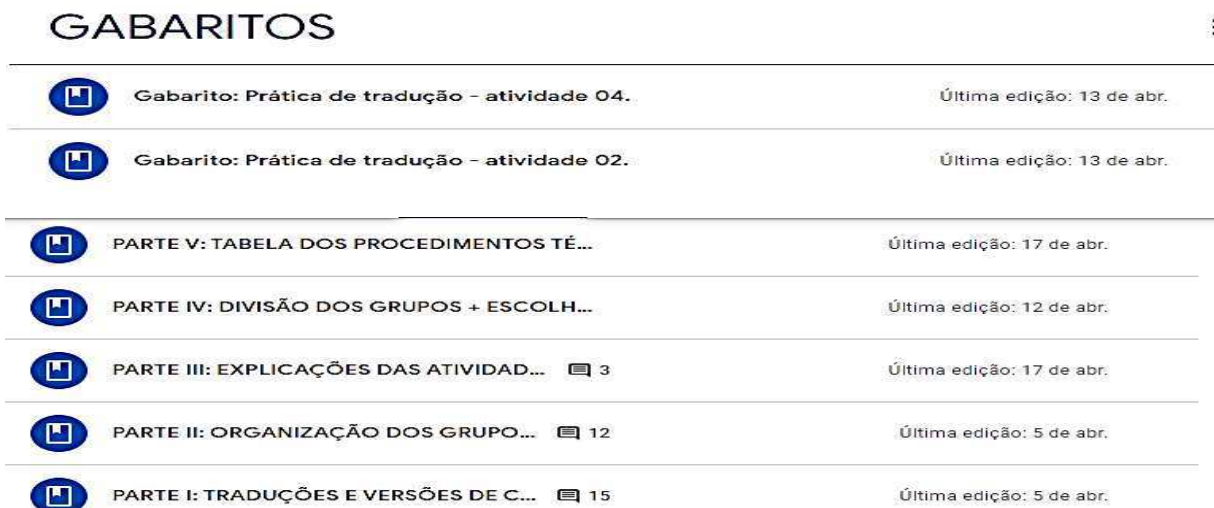 GABARITOS
Gabarito: Prática de tradução - atividade 04. Última edição: 13 de abr.
Gabarito: Prática de tradução - atividade 02. Última edição: 13 de abr.
PARTE V: TABELA DOS PROCEDIMENTOS TÉ... Última edição: 17 de abr.
PARTE IV: DIVISÃO DOS GRUPOS + ESCOLH... Última edição: 12 de abr.
PARTE III: EXPLICAÇÕES DAS ATIVIDAD... 3 Última edição: 17 de abr.
PARTE II: ORGANIZAÇÃO DOS GRUPO... 12 Última edição: 5 de abr.
PARTE I: TRADUÇÕES E VERSÕES DE C... 15 Última edição: 5 de abr.